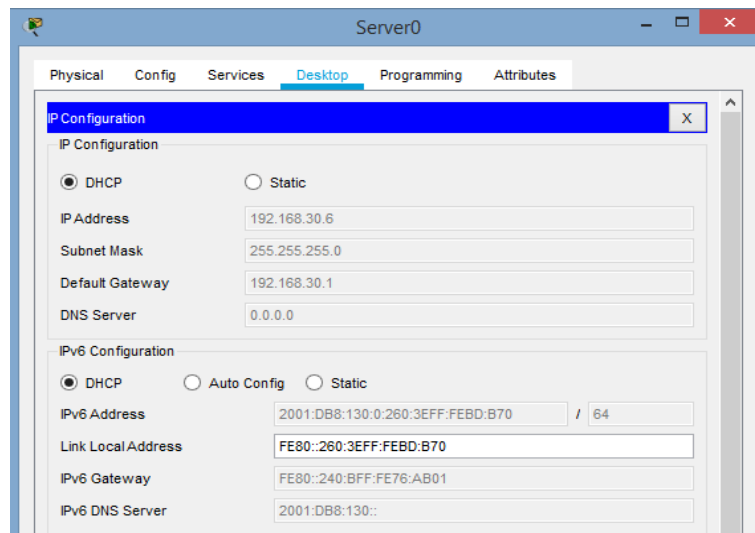 Server0
Physical Config Services Desktop Programming Attributes
IP Configuration X
IP Configuration
DHCP Static
IP Address 192.168.30.6
Subnet Mask 255.255.255.0
Default Gateway 192.168.30.1
DNS Server 0.0.0.0
IPv6 Configuration
DHCP Auto Config Static
IPv6 Address 2001:DB8:130:0:260:3EFF:FEBD:B70 / 64
Link Local Address FE80::260:3EFF:FEBD:B70
IPv6 Gateway FE80::240:BFF:FE76:AB01
IPv6 DNS Server 2001:DB8:130::